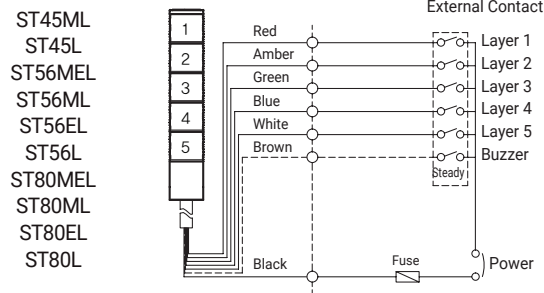 ST45ML
ST45L
ST56MEL
ST56ML
ST56EL
ST56L
ST80MEL
ST80ML
ST80EL
ST80L
1
2
3
4
5
External Contact
Red
Layer 1
Amber
Layer 2
Green
Layer 3
Blue
Layer 4
White
Layer 5
Brown
Buzzer
Steady
Black
Fuse
Power